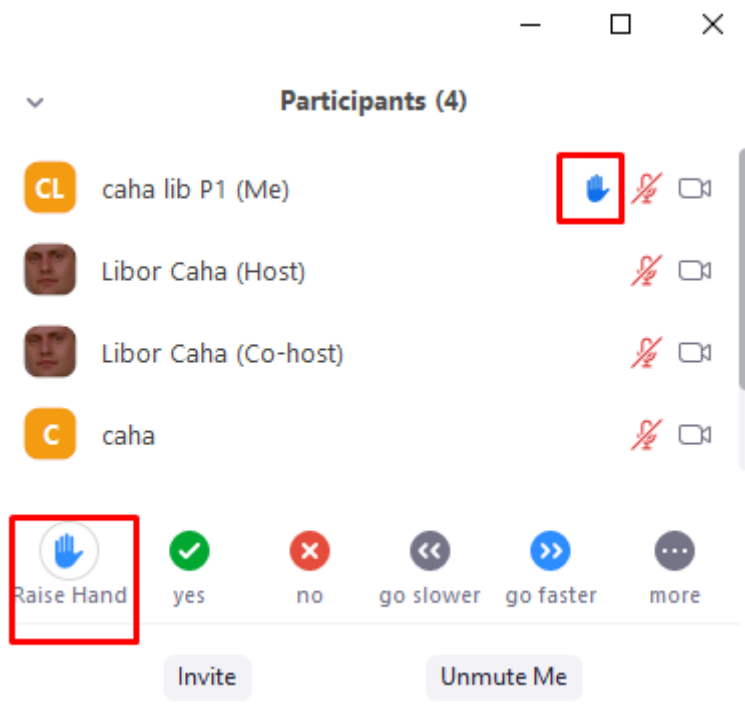 Participants (4)
CL caha lib P1 (Me)
Libor Caha (Host)
Libor Caha (Co-host)
C caha
Raise Hand yes no go slower go faster more
Invite Unmute Me